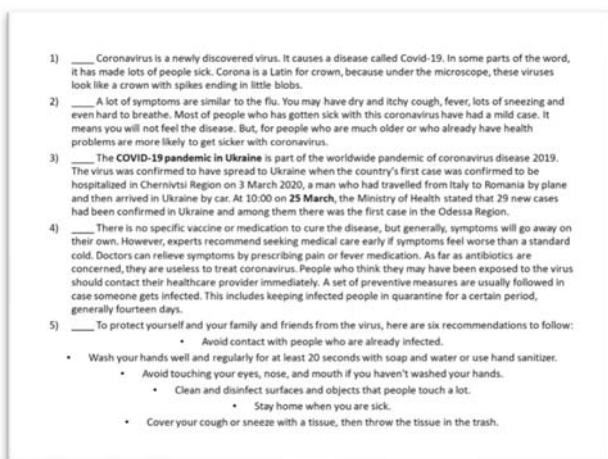 1) ____ Coronavirus is a newly discovered virus. It causes a disease called Covid-19. In some parts of the word,
it has made lots of people sick. Corona is a Latin for crown, because under the microscope, these viruses
look like a crown with spikes ending in little blobs.
2) ____ A lot of symptoms are similar to the flu. You may have dry and itchy cough, fever, lots of sneezing and
even hard to breathe. Most of people who has gotten sick with this coronavirus have had a mild case. It
means you will not feel the disease. But, for people who are much older or who already have health
problems are more likely to get sicker with coronavirus.
3) ____ The COVID-19 pandemic in Ukraine is part of the worldwide pandemic of coronavirus disease 2019.
The virus was confirmed to have spread to Ukraine when the country's first case was confirmed to be
hospitalized in Chernivtsi Region on 3 March 2020, a man who had travelled from Italy to Romania by plane
and then arrived in Ukraine by car. At 10:00 on 25 March, the Ministry of Health stated that 29 new cases
had been confirmed in Ukraine and among them there was the first case in the Odessa Region.
4) ____ There is no specific vaccine or medication to cure the disease, but generally, symptoms will go away on
their own. However, experts recommend seeking medical care early if symptoms feel worse than a standard
cold. Doctors can relieve symptoms by prescribing pain or fever medication. As far as antibiotics are
concerned, they are useless to treat coronavirus. People who think they may have been exposed to the virus
should contact their healthcare provider immediately. A set of preventive measures are usually followed in
case someone gets infected. This includes keeping infected people in quarantine for a certain period,
generally fourteen days.
5) ____ To protect yourself and your family and friends from the virus, here are six recommendations to follow:
• Avoid contact with people who are already infected.
• Wash your hands well and regularly for at least 20 seconds with soap and water or use hand sanitizer.
• Avoid touching your eyes, nose, and mouth if you haven't washed your hands.
• Clean and disinfect surfaces and objects that people touch a lot.
• Stay home when you are sick.
• Cover your cough or sneeze with a tissue, then throw the tissue in the trash.